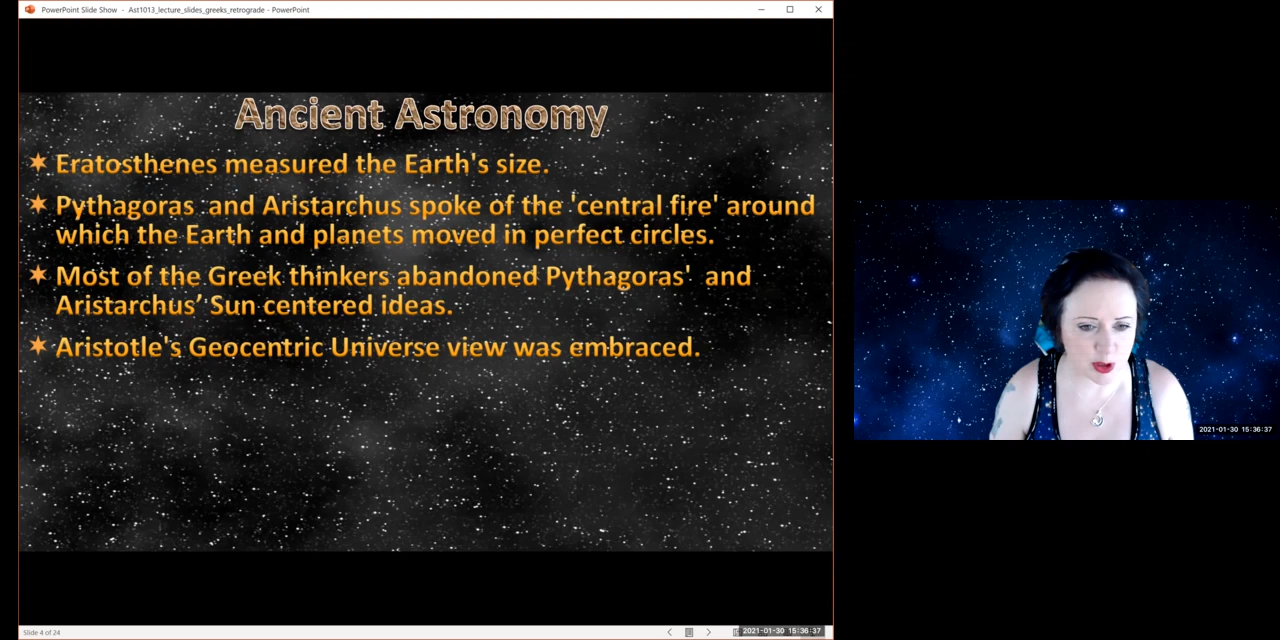 PowerPoint Slide Show - Ast1013_lecture_slides_greeks_retrograde - PowerPoint
Ancient Astronomy
Eratosthenes measured the Earth's size.
Pythagoras and Aristarchus spoke of the 'central fire' around
which the Earth and planets moved in perfect circles.
Most of the Greek thinkers abandoned Pythagoras' and
Aristarchus’ Sun centered ideas.
Aristotle's Geocentric Universe view was embraced.
2021-01-30 15:36:37
Slide 4 of 24
2021-01-30 15:36:37